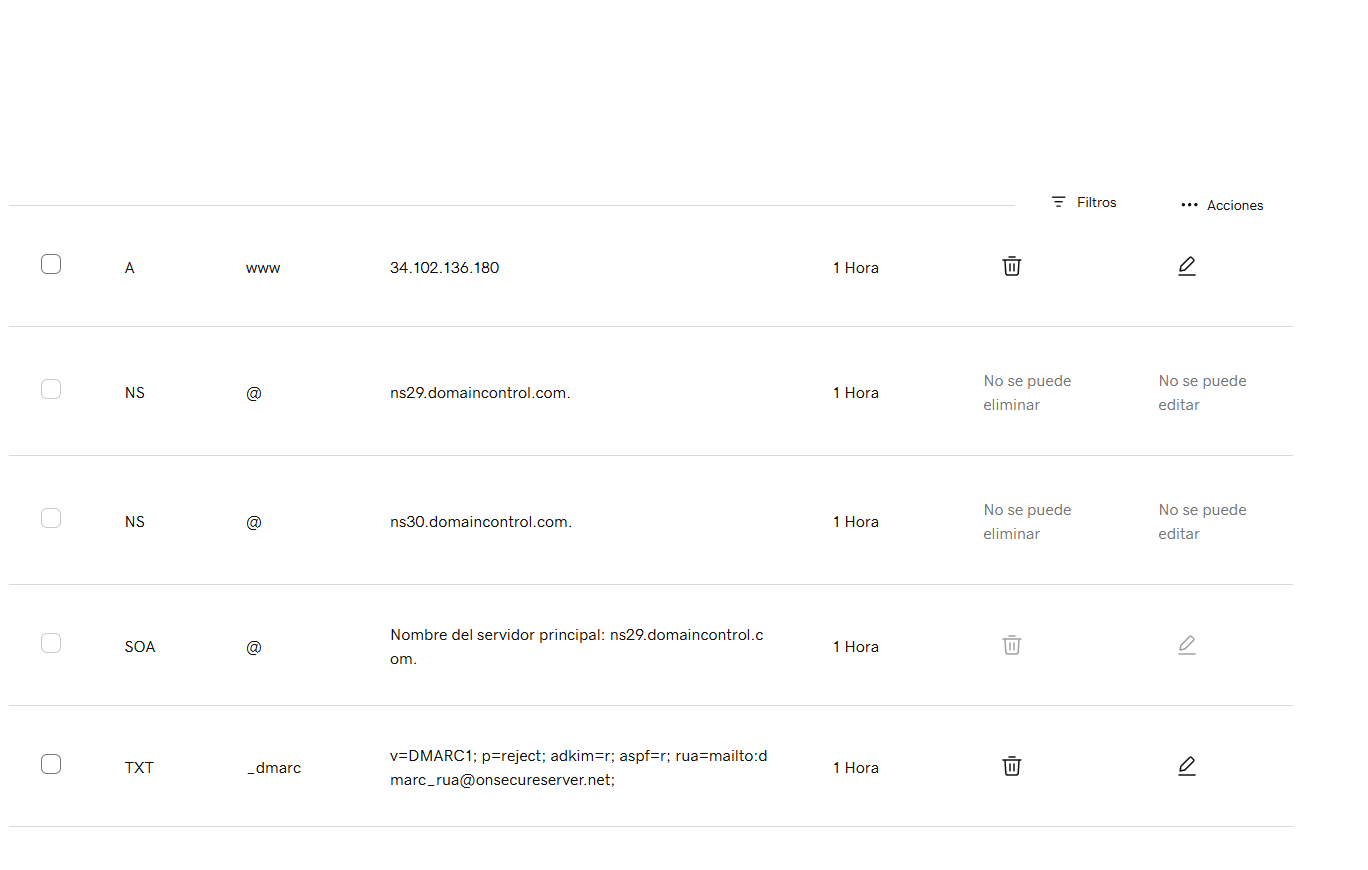 Filtros
Acciones
A www 34.102.136.180 1 Hora
NS @ ns29.domaincontrol.com. 1 Hora No se puede eliminar No se puede editar
NS @ ns30.domaincontrol.com. 1 Hora No se puede eliminar No se puede editar
SOA @ Nombre del servidor principal: ns29.domaincontrol.c
om. 1 Hora
TXT _dmarc v=DMARC1; p=reject; adkim=r; aspf=r; rua=mailto:d
marc_rua@onsecureserver.net; 1 Hora